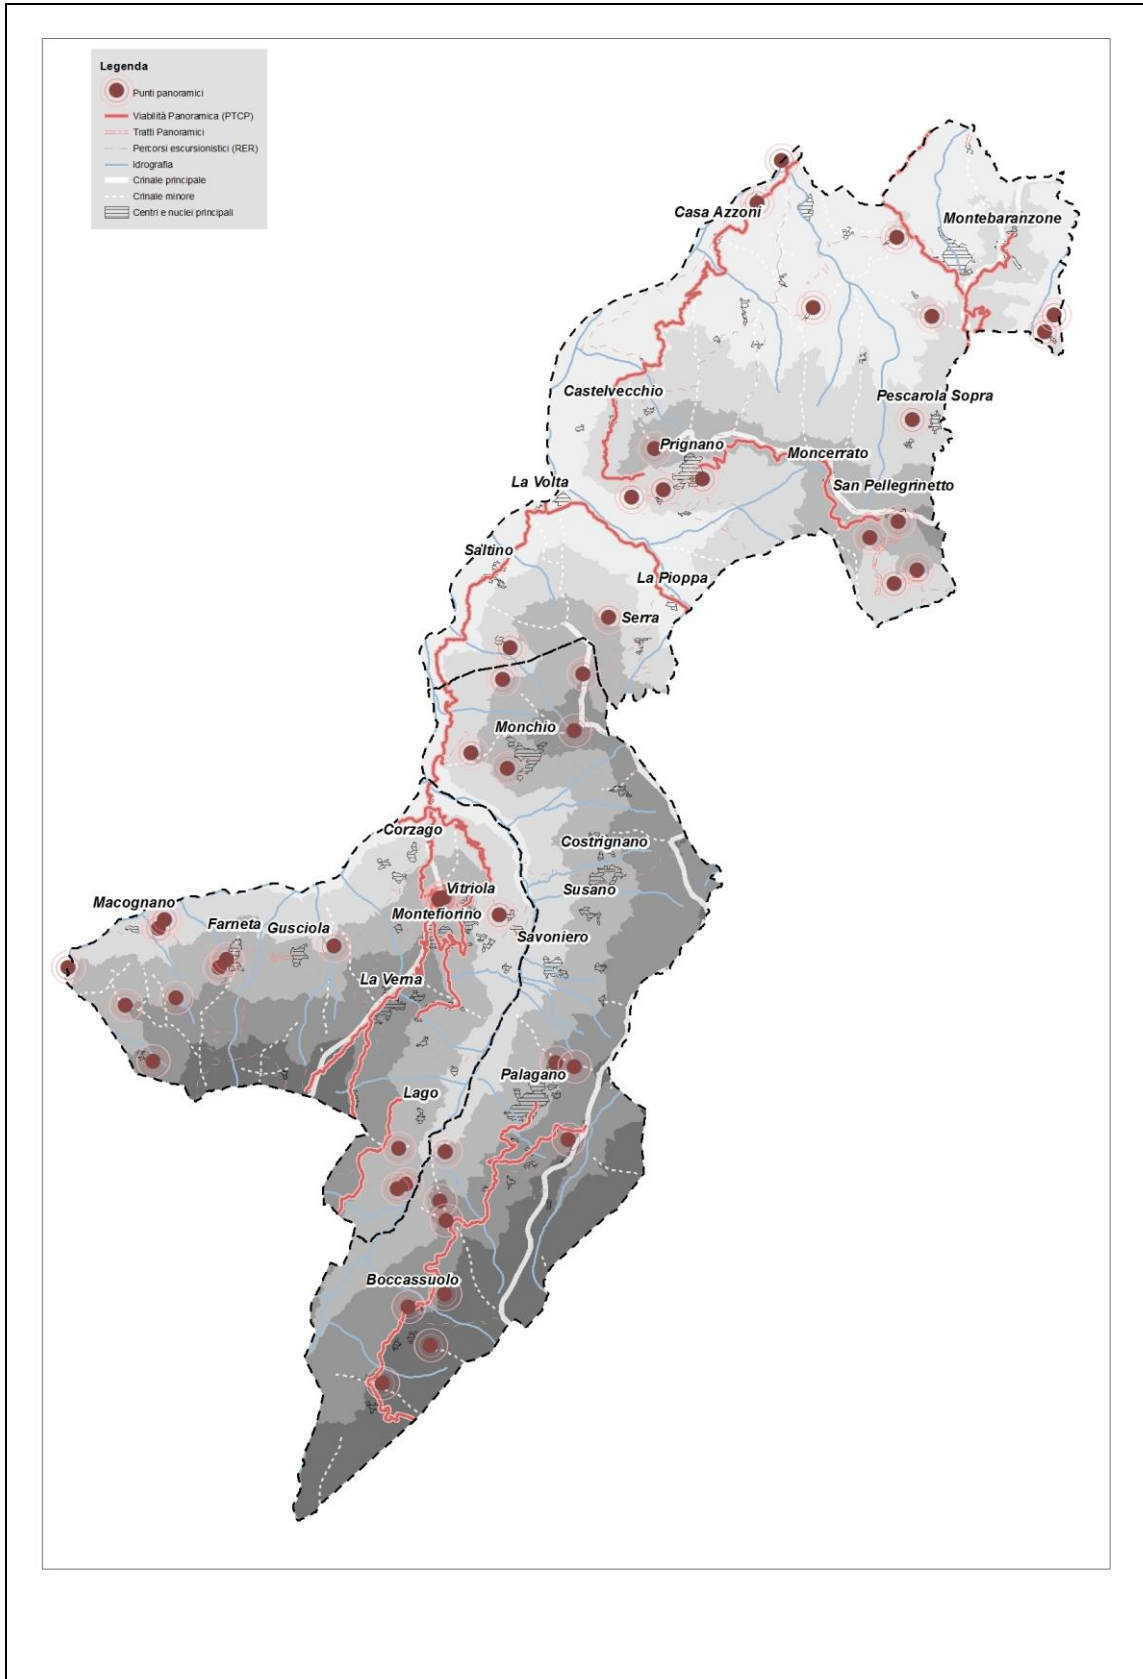 Legenda
Punti panoramici
Viabilità Panoramica (PTCP)
Tratti Panoramici
Percorsi escursionistici (RER)
Idrografia
Crinale principale
Crinale minore
Centri e nuclei principali
Casa Azzoni
Montebaranzone
Castelvecchio
Pescarola Sopra
Prignano
Moncerrato
La Volta
San Pellegrinetto
Saltino
La Pioppa
Serra
Monchio
Corzago
Costrignano
Vitriola
Susano
Macognano
Montefiorino
Farneta
Gusciola
Savoniero
La Verna
Palagano
Lago
Boccassuolo